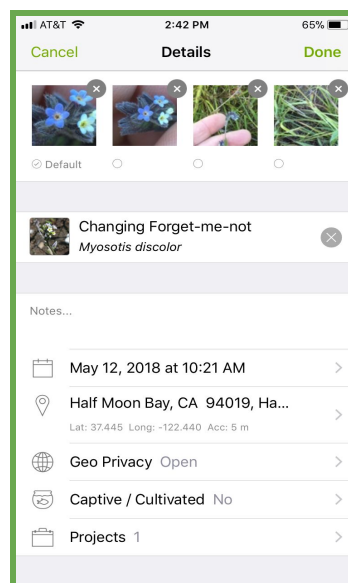 AT&T 2:42 PM 65%
Cancel Details Done
Default
Changing Forget-me-not
Myosotis discolor
Notes...
May 12, 2018 at 10:21 AM
Half Moon Bay, CA 94019, Ha...
Lat: 37.445 Long: -122.440 Acc: 5 m
Geo Privacy Open
Captive / Cultivated No
Projects 1